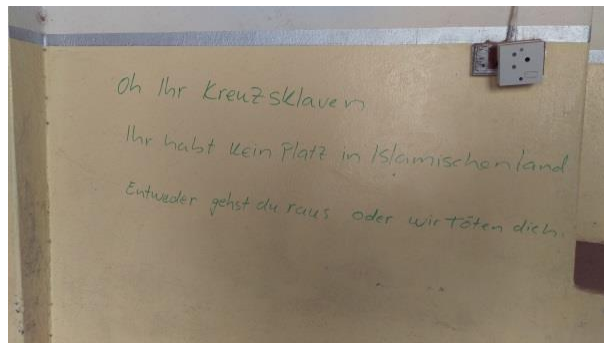 Oh Ihr Kreuzsklaven
Ihr habt kein Platz in Islamischenland
Entweder gehst du raus oder wir töten dich.